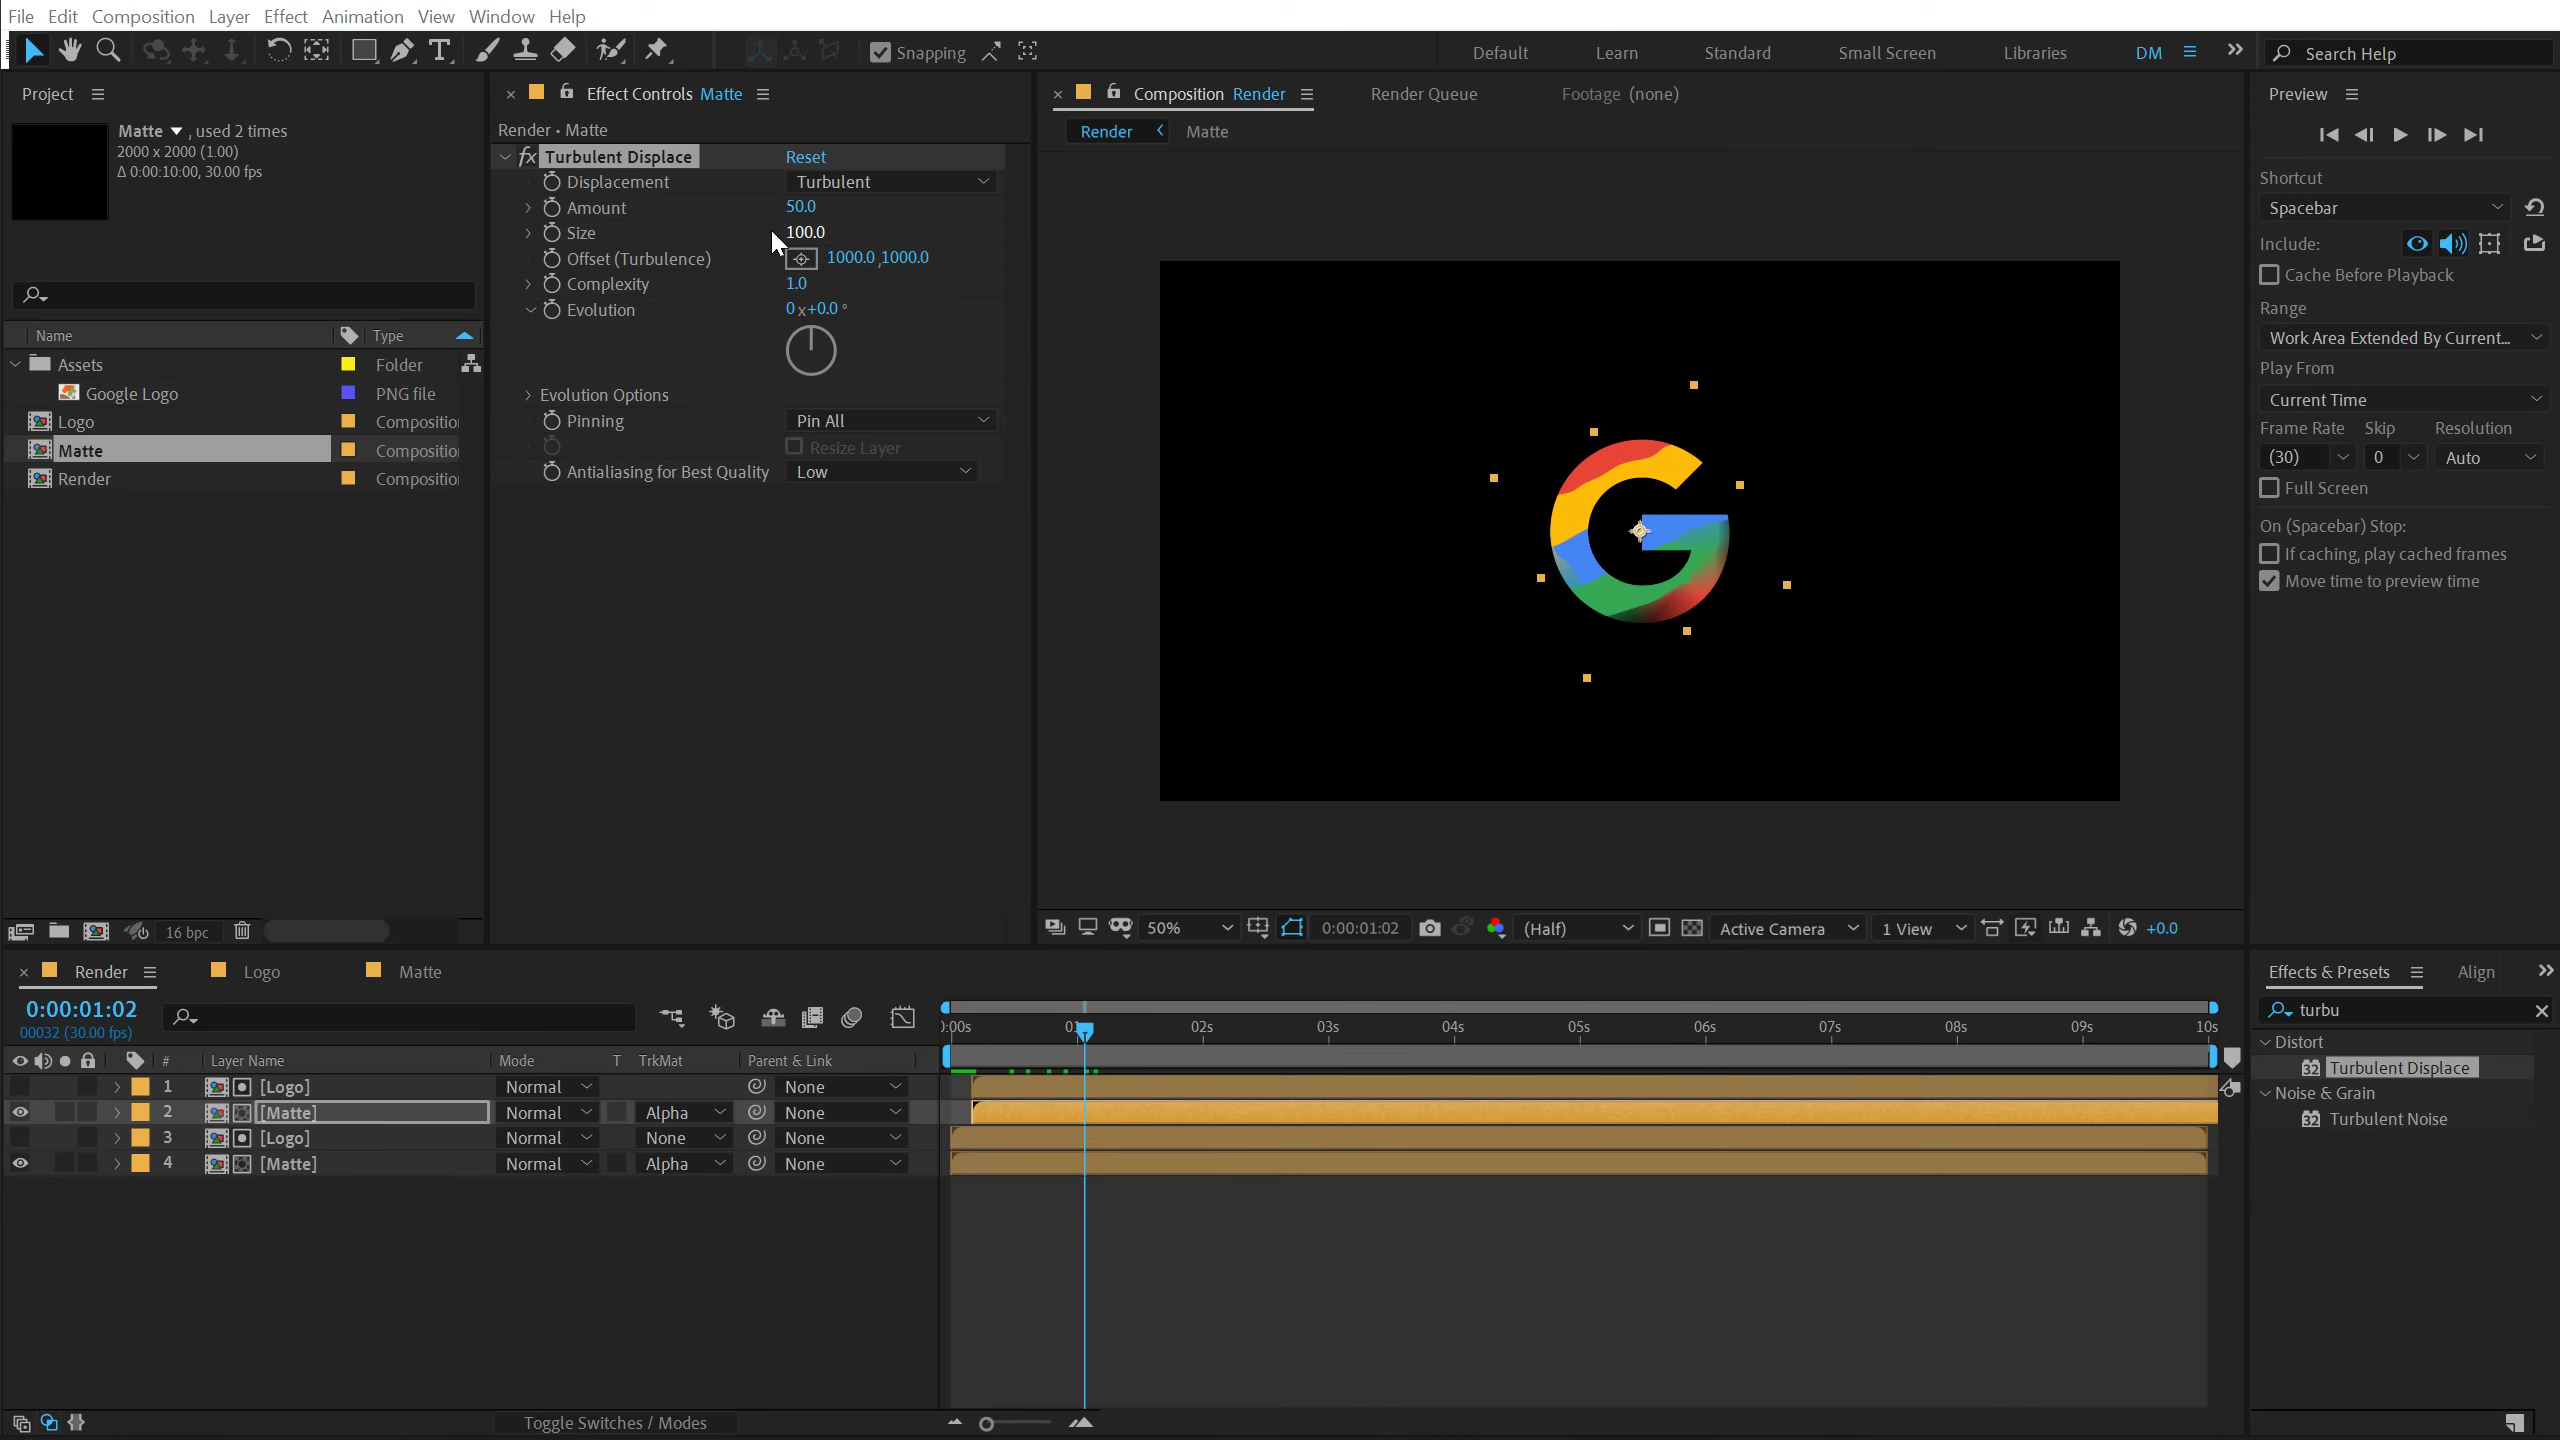 File Edit Composition Layer Effect Animation View Window Help
Snapping
Default Learn Standard Small Screen Libraries DM
Search Help
Project
Matte , used 2 times
2000 x 2000 (1.00)
Δ 0:00:10:00, 30.00 fps
Name Type
Assets Folder
Google Logo PNG file
Logo Compositio
Matte Compositio
Render Compositio
16 bpc
Effect Controls Matte
Render • Matte
fx Turbulent Displace Reset
Displacement Turbulent
Amount 50.0
Size 100.0
Offset (Turbulence) 1000.0 ,1000.0
Complexity 1.0
Evolution 0 x+0.0 °
Evolution Options
Pinning Pin All
Resize Layer
Antialiasing for Best Quality Low
Composition Render Render Queue Footage (none)
Render Matte
50% 0:00:01:02 (Half) Active Camera 1 View +0.0
Preview
Shortcut
Spacebar
Include:
Cache Before Playback
Range
Work Area Extended By Current...
Play From
Current Time
Frame Rate Skip Resolution
(30) 0 Auto
Full Screen
On (Spacebar) Stop:
If caching, play cached frames
Move time to preview time
Render Logo Matte
0:00:01:02
00032 (30.00 fps)
# Layer Name Mode T TrkMat Parent & Link
1 [Logo] Normal None
2 [Matte] Normal Alpha None
3 [Logo] Normal None None
4 [Matte] Normal Alpha None
):00s 01 02s 03s 04s 05s 06s 07s 08s 09s 10s
Toggle Switches / Modes
Effects & Presets Align
turbu
Distort
32 Turbulent Displace
Noise & Grain
32 Turbulent Noise